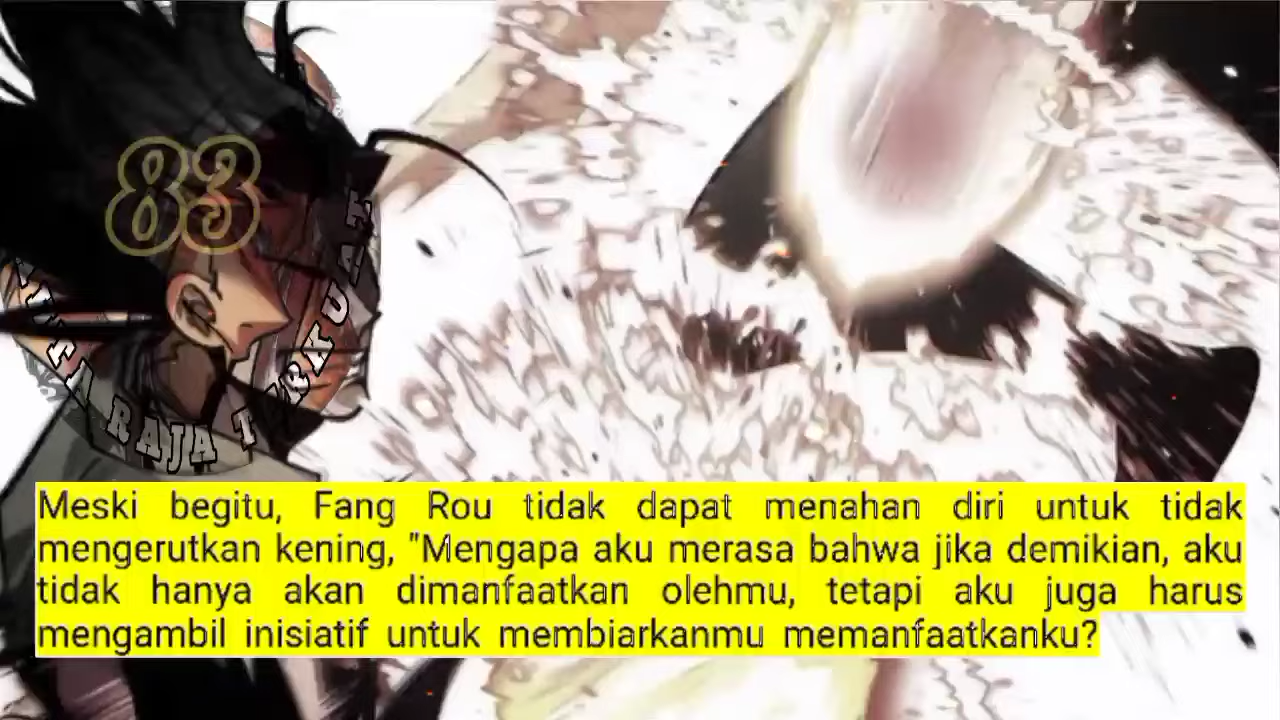 83
RAJA
Meski begitu, Fang Rou tidak dapat menahan diri untuk tidak
mengerutkan kening, "Mengapa aku merasa bahwa jika demikian, aku
tidak hanya akan dimanfaatkan olehmu, tetapi aku juga harus
mengambil inisiatif untuk membiarkanmu memanfaatkanku?